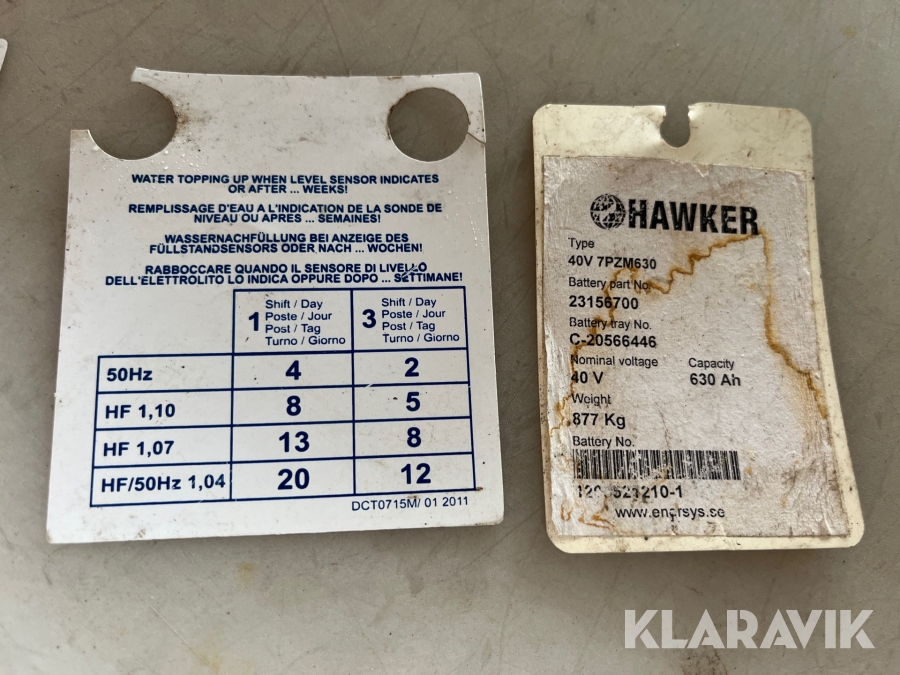 WATER TOPPING UP WHEN LEVEL SENSOR INDICATES
OR AFTER ... WEEKS!
REMPLISSAGE D'EAU A L'INDICATION DE LA SONDE DE
NIVEAU OU APRES ... SEMAINES!
WASSERNACHFÜLLUNG BEI ANZEIGE DES
FÜLLSTANDSENSORS ODER NACH ... WOCHEN!
RABBOCCARE QUANDO IL SENSORE DI LIVELLO
DELL'ELETTROLITO LO INDICA OPPURE DOPO ... SETTIMANE!
1 Shift / Day
Poste / Jour
Post / Tag
Turno / Giorno
3 Shift / Day
Poste / Jour
Post / Tag
Turno / Giorno
50Hz 4 2
HF 1,10 8 5
HF 1,07 13 8
HF/50Hz 1,04 20 12
DCT0715M/ 01 2011
HAWKER
Type
40V 7PZM630
Battery part No.
23156700
Battery tray No.
C-20566446
Nominal voltage Capacity
40 V 630 Ah
Weight
877 Kg
Battery No.
www.enersys.se
KLARAVIK